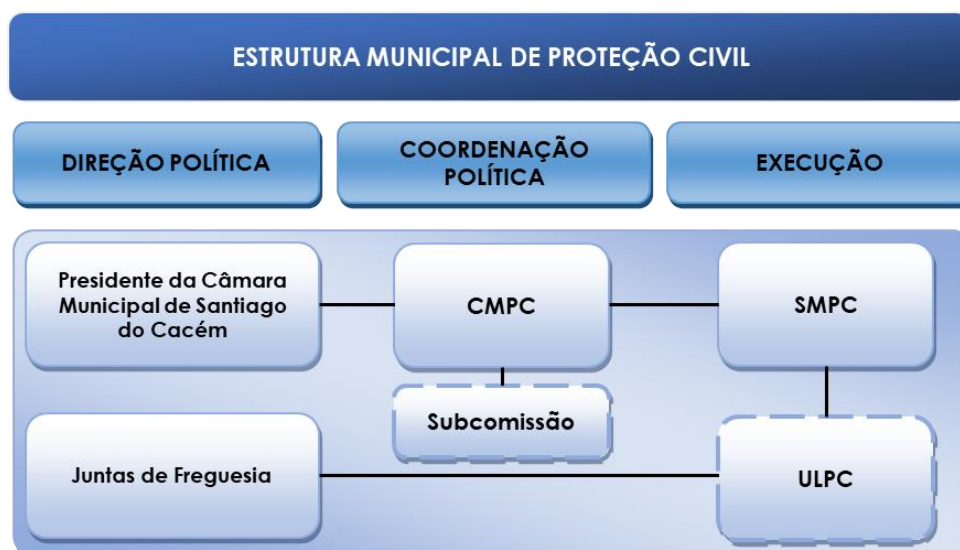 ESTRUTURA MUNICIPAL DE PROTEÇÃO CIVIL
DIREÇÃO POLÍTICA
COORDENAÇÃO
POLÍTICA
EXECUÇÃO
Presidente da Câmara
Municipal de Santiago
do Cacém
CMPC
SMPC
Subcomissão
Juntas de Freguesia
ULPC